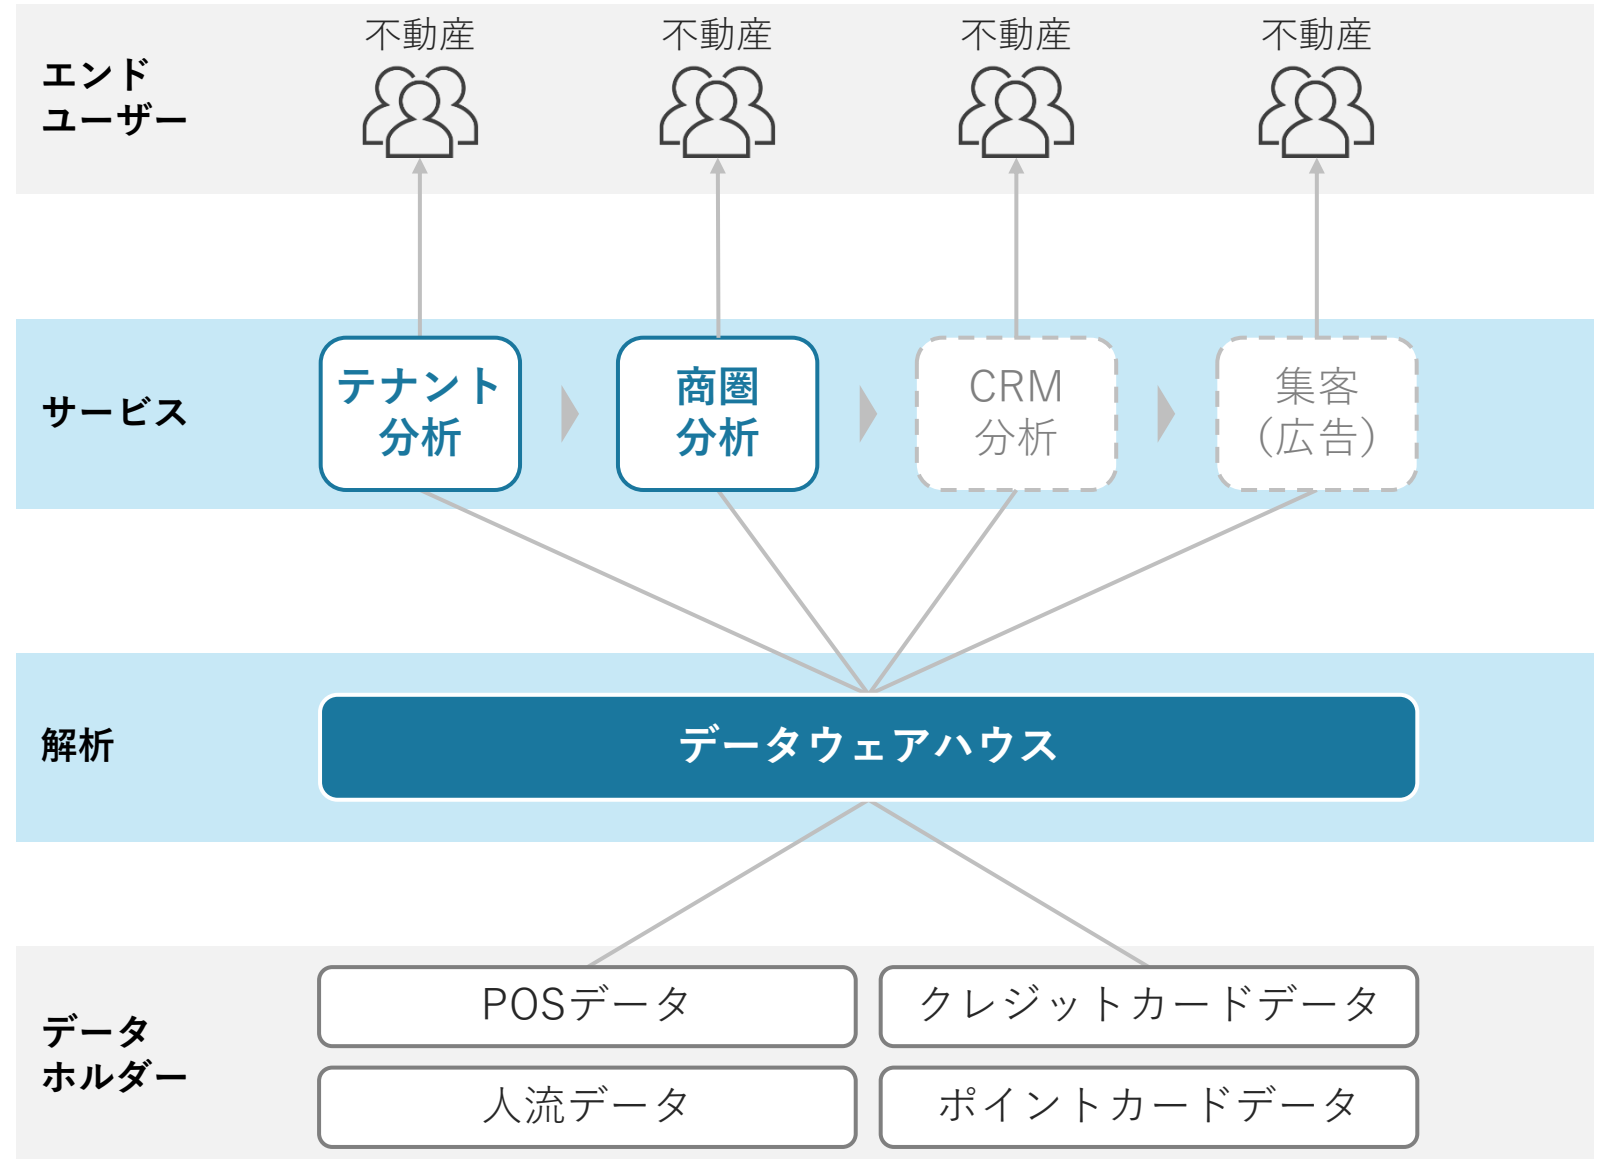 不動産
不動産
不動産
不動産
エンド
ユーザー
サービス
テナント
分析
商圏
分析
CRM
分析
集客
（広告）
解析
データウェアハウス
データ
ホルダー
POSデータ
クレジットカードデータ
人流データ
ポイントカードデータ